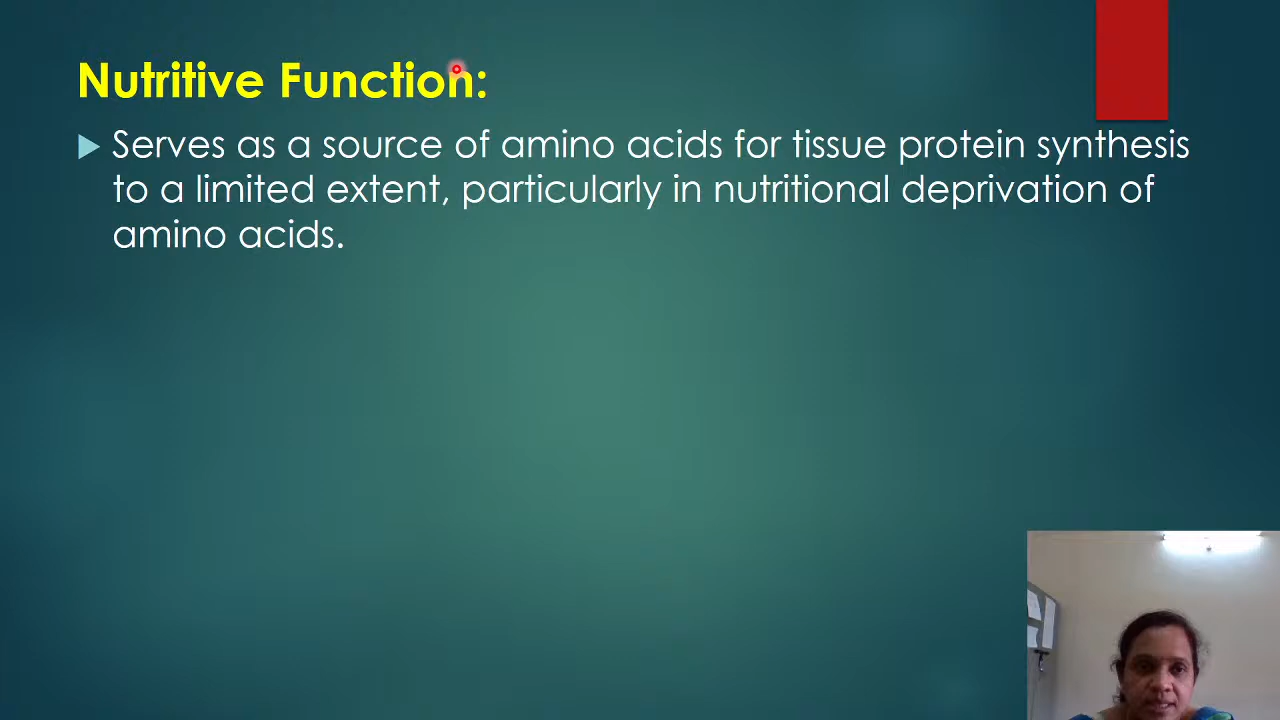 Nutritive Function:
Serves as a source of amino acids for tissue protein synthesis
to a limited extent, particularly in nutritional deprivation of
amino acids.